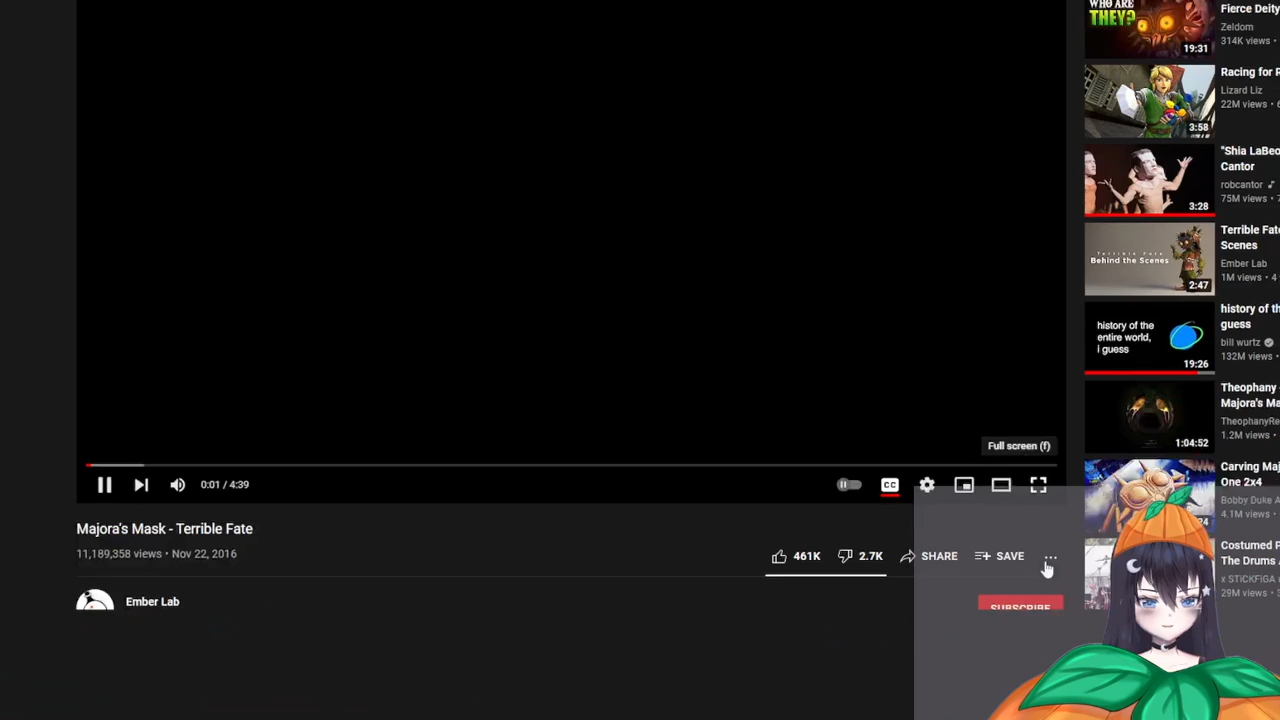 WHO ARE
THEY?
19:31
Fierce Deity
Zeldom
314K views •
3:58
Racing for R
Lizard Liz
22M views •
3:28
"Shia LaBeo
Cantor
robcantor
75M views •
Terrible Fate
Behind the Scenes
2:47
Terrible Fat
Scenes
Ember Lab
1M views •
history of the
entire world,
i guess
19:26
history of th
guess
bill wurtz
132M views •
1:04:52
Theophany
Majora's Ma
TheophanyRe
1.2M views •
Carving Maj
One 2x4
Bobby Duke A
4.1M views •
Costumed F
The Drums
x STiCKFiGA x
29M views •
Full screen (f)
0:01 / 4:39
CC
Majora's Mask - Terrible Fate
11,189,358 views • Nov 22, 2016
461K
2.7K
SHARE
SAVE
Ember Lab
SUBSCRIBE